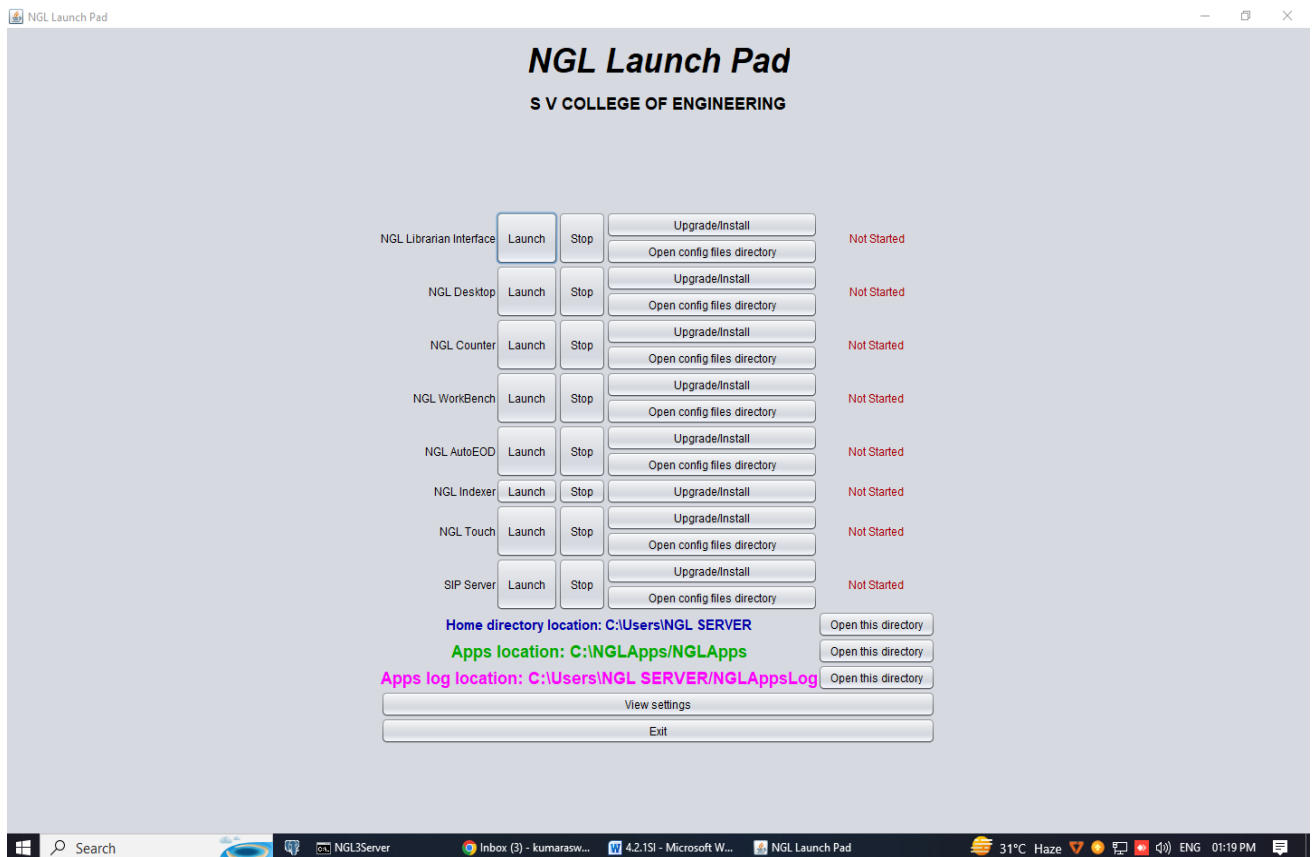 NGL Launch Pad
NGL Launch Pad
S V COLLEGE OF ENGINEERING
NGL Librarian Interface Launch Stop Upgrade/Install Not Started
Open config files directory
NGL Desktop Launch Stop Upgrade/Install Not Started
Open config files directory
NGL Counter Launch Stop Upgrade/Install Not Started
Open config files directory
NGL WorkBench Launch Stop Upgrade/Install Not Started
Open config files directory
NGL AutoEOD Launch Stop Upgrade/Install Not Started
Open config files directory
NGL Indexer Launch Stop Upgrade/Install Not Started
NGL Touch Launch Stop Upgrade/Install Not Started
Open config files directory
SIP Server Launch Stop Upgrade/Install Not Started
Open config files directory
Home directory location: C:\Users\NGL SERVER Open this directory
Apps location: C:\NGLApps/NGLApps Open this directory
Apps log location: C:\Users\NGL SERVER/NGLAppsLog Open this directory
View settings
Exit
Search NGL3Server Inbox (3) - kumarasw... 4.2.1SI - Microsoft W... NGL Launch Pad 31°C Haze ENG 01:19 PM